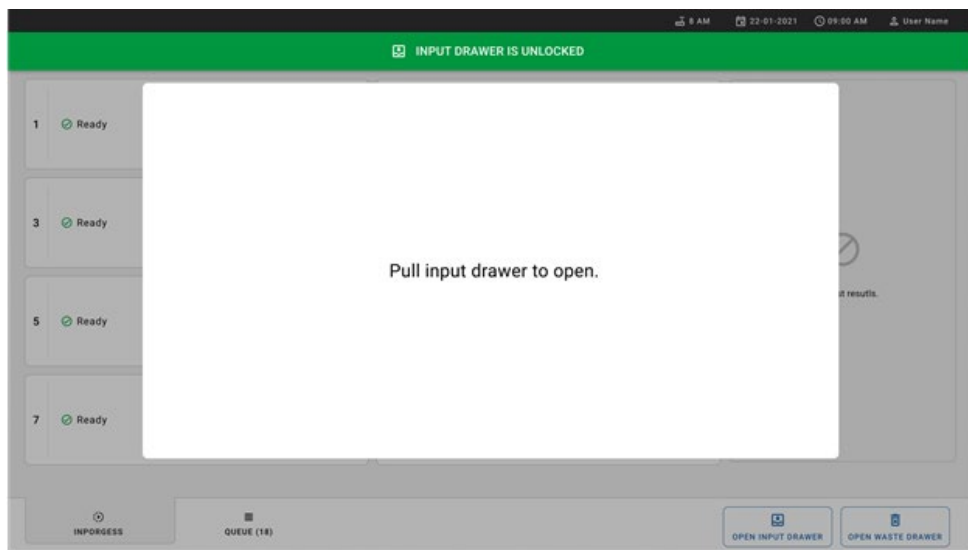 8 AM 22-01-2021 09:00 AM User Name
INPUT DRAWER IS UNLOCKED
1 Ready
3 Ready
Pull input drawer to open.
t resutls.
5 Ready
7 Ready
INPORGESS
QUEUE (18)
OPEN INPUT DRAWER
OPEN WASTE DRAWER